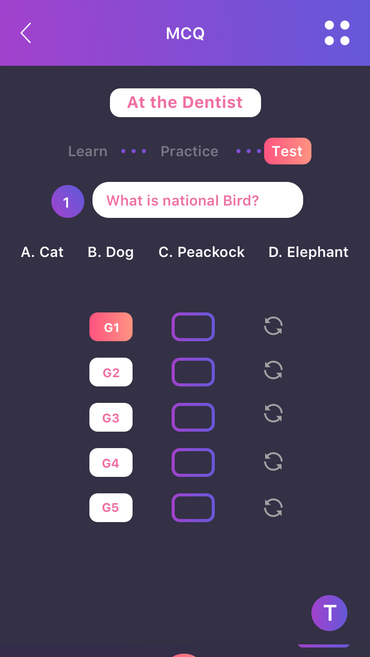 MCQ
At the Dentist
Learn Practice Test
1 What is national Bird?
A. Cat B. Dog C. Peackock D. Elephant
G1
G2
G3
G4
G5
T